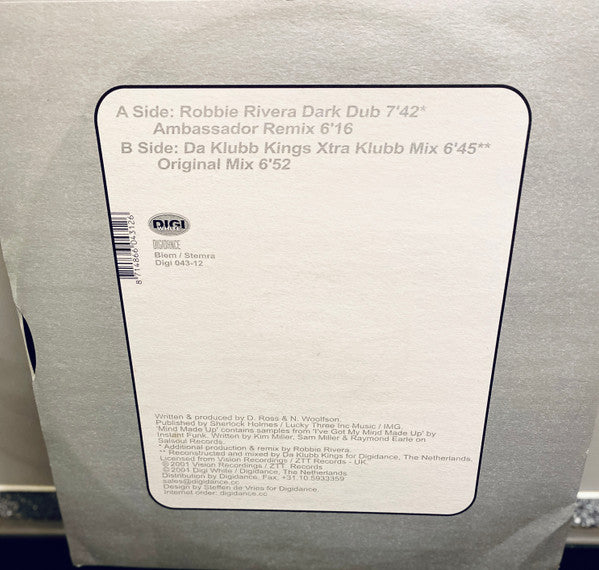 A Side: Robbie Rivera Dark Dub 7'42*
Ambassador Remix 6'16
B Side: Da Klubb Kings Xtra Klubb Mix 6'45**
Original Mix 6'52
8 714866 043126
DIGI
WHITE
DIGIDANCE
Biem / Stemra
Digi 043-12
Written & produced by D. Ross & N. Woolfson.
Published by Sherlock Holmes / Lucky Three Inc Music / IMG.
'Mind Made Up' contains samples from 'I've Got My Mind Made Up' by
Instant Funk. Written by Kim Miller, Sam Miller & Raymond Earle on
Salsoul Records.
* Additional production & remix by Robbie Rivera.
** Reconstructed and mixed by Da Klubb Kings for Digidance, The Netherlands.
Licensed from Vision Recordings / ZTT Records - UK.
©2001 Vision Recordings / ZTT Records
©2001 Digi White / Digidance, The Netherlands.
Distribution by Digidance, Fax: +31.10.5933359
sales@digidance.cc
Design by Steffen de Vries for Digidance.
Internet order: digidance.cc